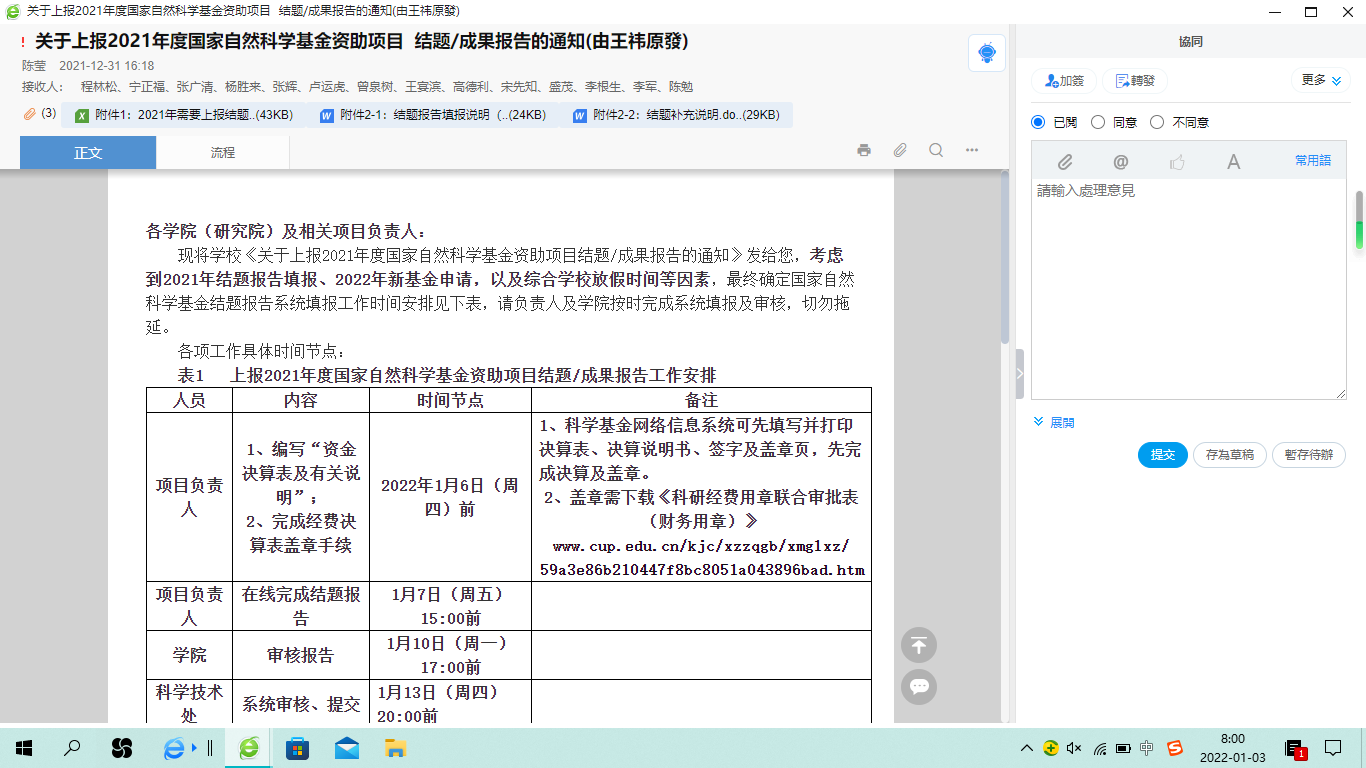 关于上报2021年度国家自然科学基金资助项目 结题/成果报告的通知(由王祎原發)
关于上报2021年度国家自然科学基金资助项目 结题/成果报告的通知(由王祎原發)
陈莹 2021-12-31 16:18
接收人： 程林松、宁正福、张广清、杨胜来、张辉、卢运虎、曾泉树、王宴滨、高德利、宋先知、盛茂、李根生、李军、陈勉
(3) 附件1：2021年需要上报结题..(43KB) 附件2-1：结题报告填报说明（..(24KB) 附件2-2：结题补充说明.do..(29KB)
正文 流程
各学院（研究院）及相关项目负责人：
现将学校《关于上报2021年度国家自然科学基金资助项目结题/成果报告的通知》发给您，考虑
到2021年结题报告填报、2022年新基金申请，以及综合学校放假时间等因素，最终确定国家自然
科学基金结题报告系统填报工作时间安排见下表，请负责人及学院按时完成系统填报及审核，切勿拖
延。
各项工作具体时间节点：
表1 上报2021年度国家自然科学基金资助项目结题/成果报告工作安排
人员 内容 时间节点 备注
项目负责
人
1、编写“资金
决算表及有关说
明”；
2、完成经费决
算表盖章手续
2022年1月6日（周
四）前
1、科学基金网络信息系统可先填写并打印
决算表、决算说明书、签字及盖章页，先完
成决算及盖章。
2、盖章需下载《科研经费用章联合审批表
（财务用章）》
www.cup.edu.cn/kjc/xzzqgb/xmglxz/
59a3e86b210447f8bc8051a043896bad.htm
项目负责
人
在线完成结题报
告
1月7日（周五）
15:00前
学院
审核报告
1月10日（周一）
17:00前
科学技术
处
系统审核、提交
1月13日（周四）
20:00前
協同
加簽 轉發 更多
已閱 同意 不同意
@ A 常用語
請輸入處理意見
展開
提交 存為草稿 暫存待辦
中 S
8:00
2022-01-03
1